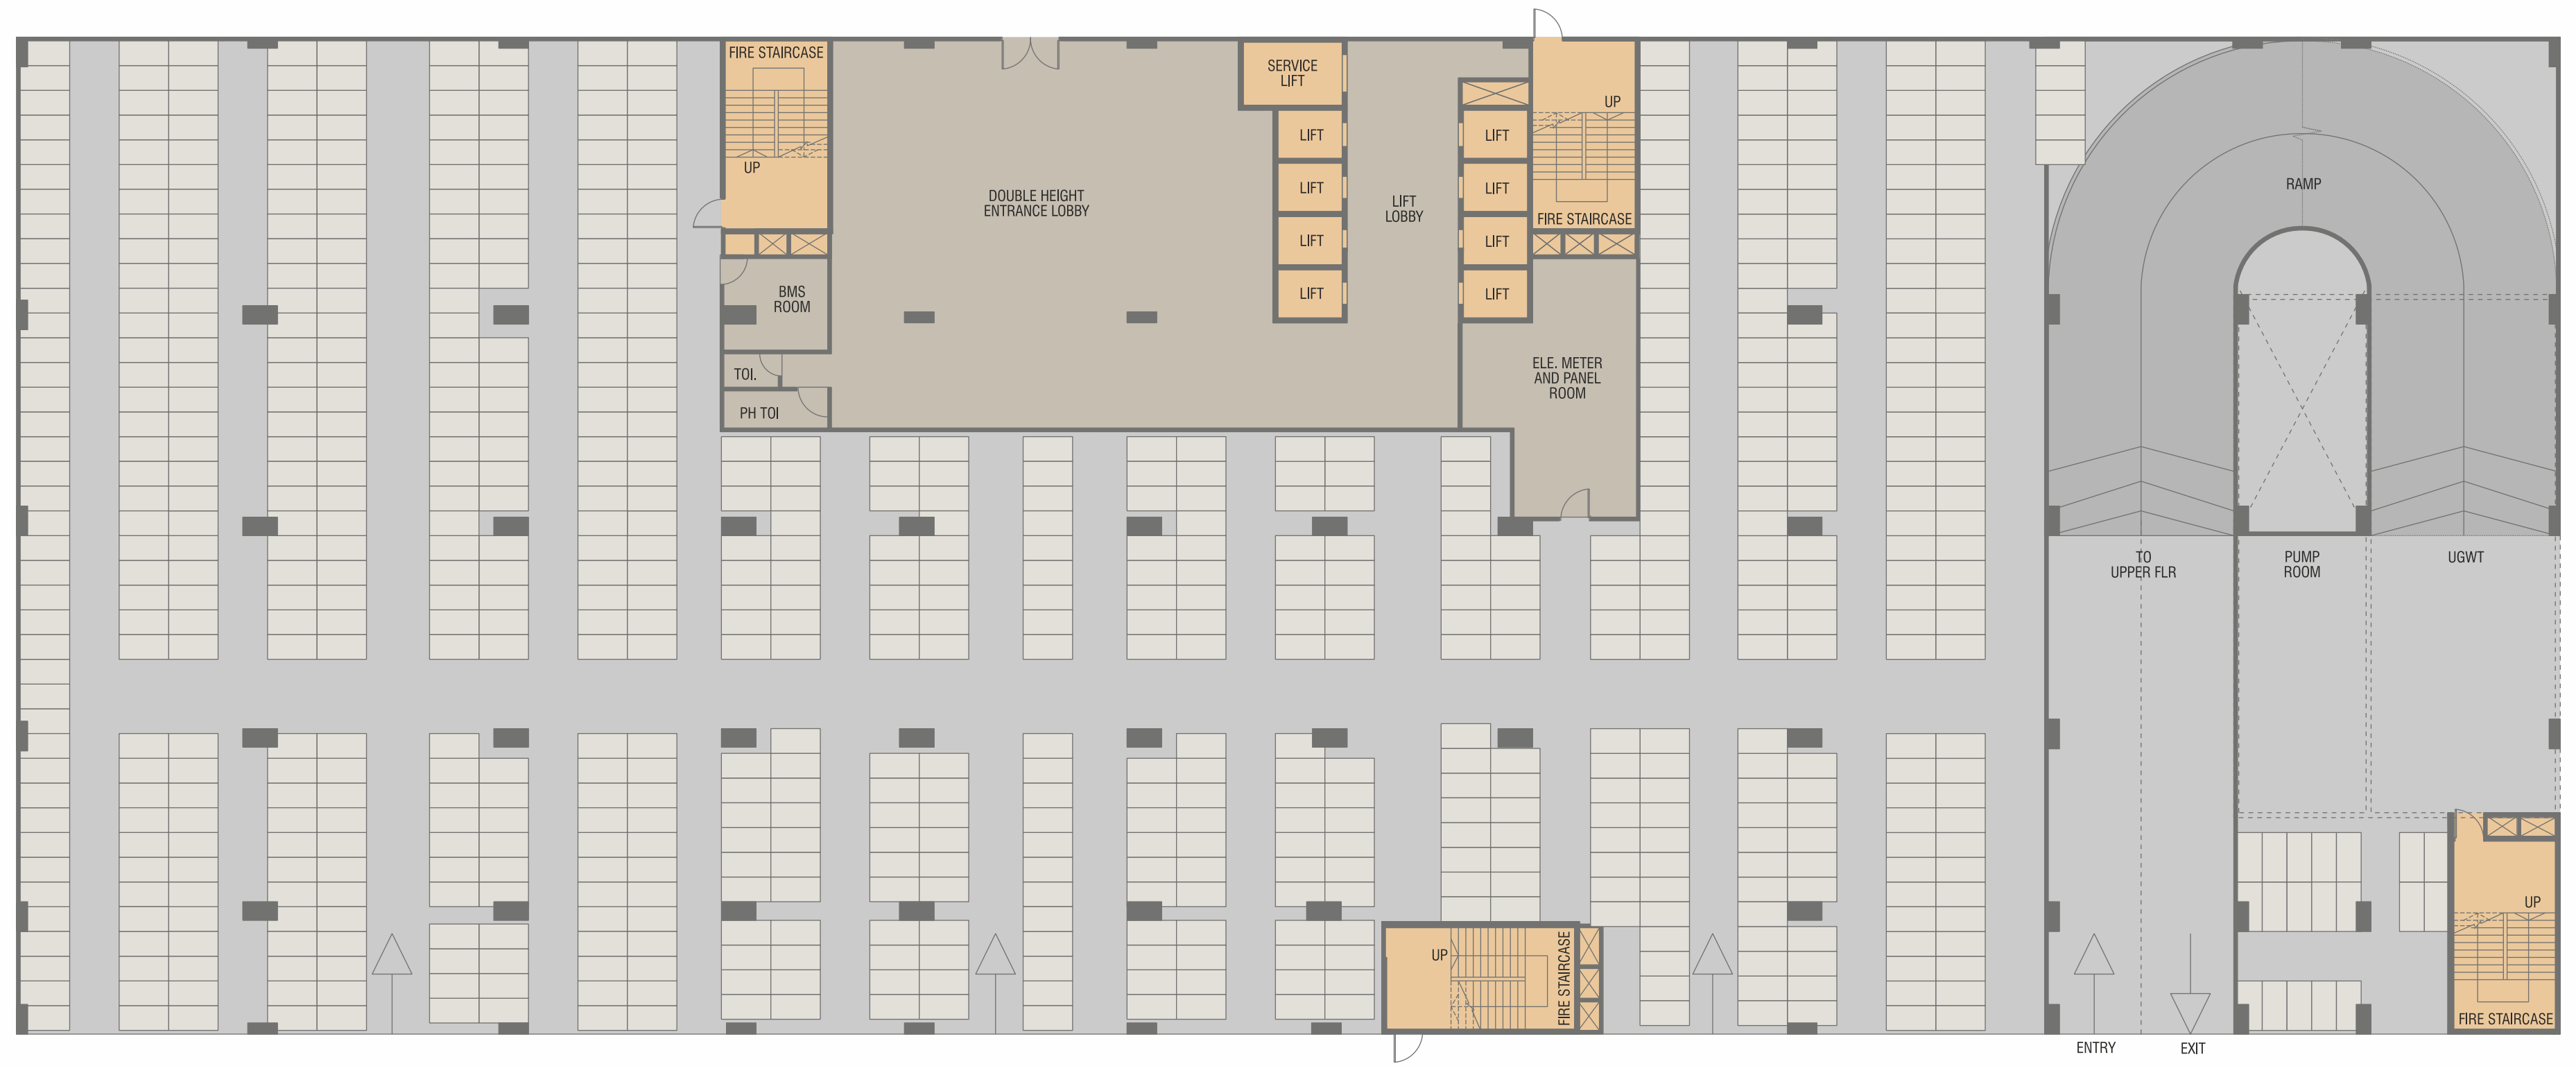 FIRE STAIRCASE
UP
SERVICE
LIFT
LIFT
LIFT
LIFT
LIFT
DOUBLE HEIGHT
ENTRANCE LOBBY
LIFT
LOBBY
LIFT
LIFT
LIFT
LIFT
UP
FIRE STAIRCASE
RAMP
BMS
ROOM
TOI.
PH TOI
ELE. METER
AND PANEL
ROOM
TO
UPPER FLR
PUMP
ROOM
UGWT
UP
FIRE STAIRCASE
UP
FIRE STAIRCASE
ENTRY
EXIT